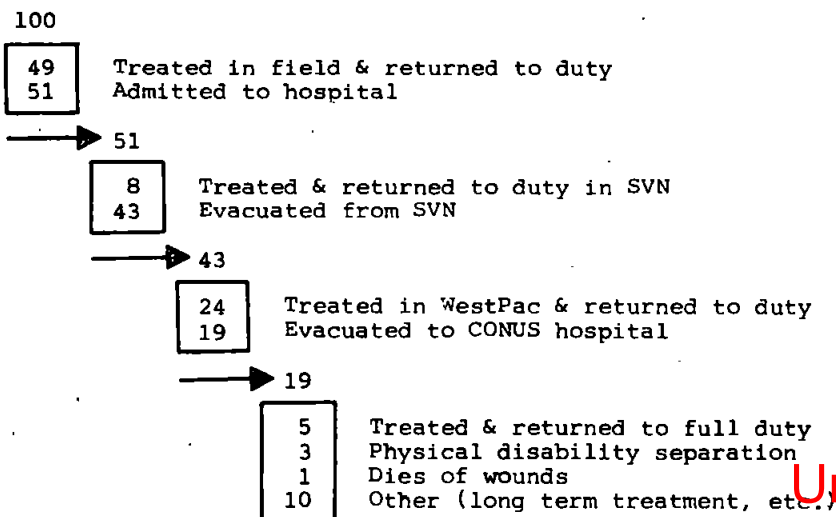 100
49 Treated in field & returned to duty
51 Admitted to hospital
51
8 Treated & returned to duty in SVN
43 Evacuated from SVN
43
24 Treated in WestPac & returned to duty
19 Evacuated to CONUS hospital
19
5 Treated & returned to full duty
3 Physical disability separation
1 Dies of wounds
10 Other (long term treatment, etc.)